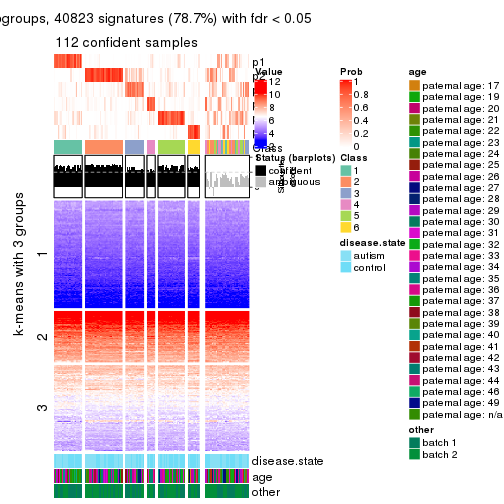 ogroups, 40823 signatures (78.7%) with fdr < 0.05
112 confident samples
p1
Class
k-means with 3 groups
1
2
3
disease.state
age
other
Value
12
10
8
6
4
Status (barplots)
confident
ambiguous
Prob
1
0.8
0.6
0.4
0.2
0
Class
1
2
3
4
5
6
disease.state
autism
control
age
paternal age: 17
paternal age: 19
paternal age: 20
paternal age: 21
paternal age: 22
paternal age: 23
paternal age: 24
paternal age: 25
paternal age: 26
paternal age: 27
paternal age: 28
paternal age: 29
paternal age: 30
paternal age: 31
paternal age: 32
paternal age: 33
paternal age: 34
paternal age: 35
paternal age: 36
paternal age: 37
paternal age: 38
paternal age: 39
paternal age: 40
paternal age: 41
paternal age: 42
paternal age: 43
paternal age: 44
paternal age: 46
paternal age: 49
paternal age: n/a
other
batch 1
batch 2